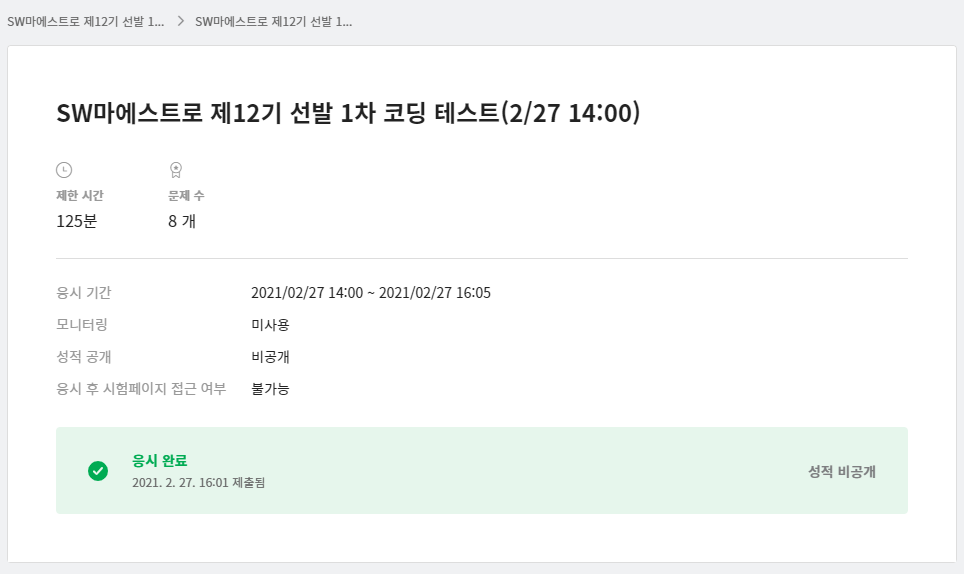 SW마에스트로 제12기 선발 1... > SW마에스트로 제12기 선발 1...
SW마에스트로 제12기 선발 1차 코딩 테스트(2/27 14:00)
제한 시간 문제 수
125분 8 개
응시 기간 2021/02/27 14:00 ~ 2021/02/27 16:05
모니터링 미사용
성적 공개 비공개
응시 후 시험페이지 접근 여부 불가능
응시 완료
2021. 2. 27. 16:01 제출됨
성적 비공개